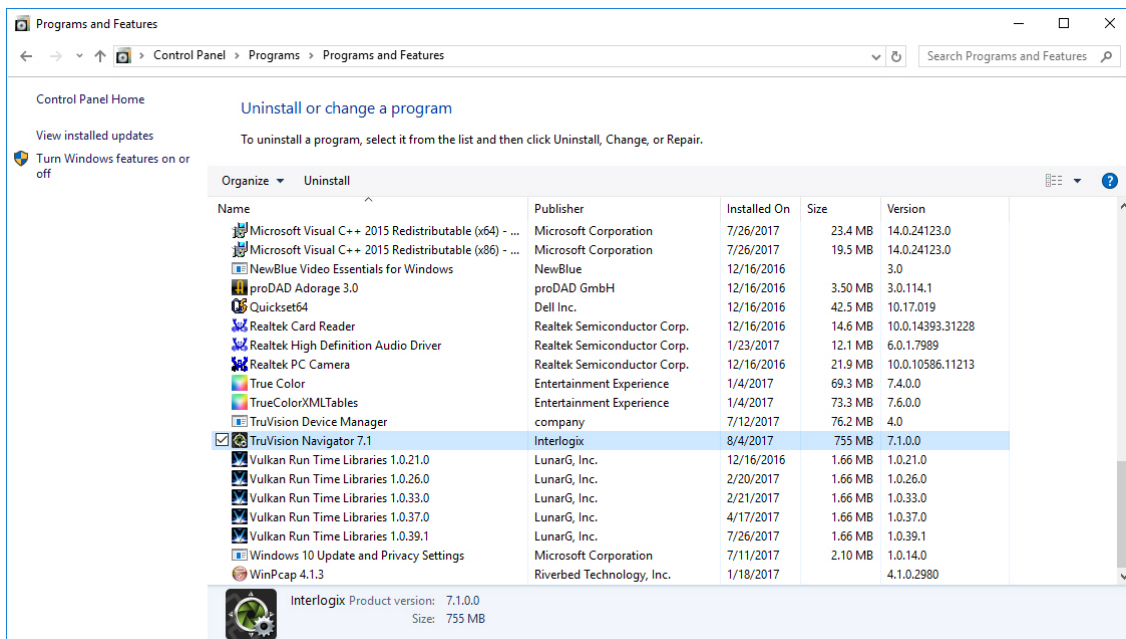 Programs and Features
Control Panel > Programs > Programs and Features
Search Programs and Features
Control Panel Home
View installed updates
Turn Windows features on or
off
Uninstall or change a program
To uninstall a program, select it from the list and then click Uninstall, Change, or Repair.
Organize Uninstall
Name Publisher Installed On Size Version
Microsoft Visual C++ 2015 Redistributable (x64) - ... Microsoft Corporation 7/26/2017 23.4 MB 14.0.24123.0
Microsoft Visual C++ 2015 Redistributable (x86) - ... Microsoft Corporation 7/26/2017 19.5 MB 14.0.24123.0
NewBlue Video Essentials for Windows NewBlue 12/16/2016 3.0
proDAD Adorage 3.0 proDAD GmbH 12/16/2016 3.50 MB 3.0.114.1
Quickset64 Dell Inc. 12/16/2016 42.5 MB 10.17.019
Realtek Card Reader Realtek Semiconductor Corp. 12/16/2016 14.6 MB 10.0.14393.31228
Realtek High Definition Audio Driver Realtek Semiconductor Corp. 1/23/2017 12.1 MB 6.0.1.7989
Realtek PC Camera Realtek Semiconductor Corp. 12/16/2016 21.9 MB 10.0.10586.11213
True Color Entertainment Experience 1/4/2017 69.3 MB 7.4.0.0
TrueColorXMLTables Entertainment Experience 1/4/2017 73.3 MB 7.6.0.0
TruVision Device Manager company 7/12/2017 76.2 MB 4.0
TruVision Navigator 7.1 Interlogix 8/4/2017 755 MB 7.1.0.0
Vulkan Run Time Libraries 1.0.21.0 LunarG, Inc. 12/16/2016 1.66 MB 1.0.21.0
Vulkan Run Time Libraries 1.0.26.0 LunarG, Inc. 2/20/2017 1.66 MB 1.0.26.0
Vulkan Run Time Libraries 1.0.33.0 LunarG, Inc. 2/21/2017 1.66 MB 1.0.33.0
Vulkan Run Time Libraries 1.0.37.0 LunarG, Inc. 4/17/2017 1.66 MB 1.0.37.0
Vulkan Run Time Libraries 1.0.39.1 LunarG, Inc. 7/26/2017 1.66 MB 1.0.39.1
Windows 10 Update and Privacy Settings Microsoft Corporation 7/11/2017 2.10 MB 1.0.14.0
WinPcap 4.1.3 Riverbed Technology, Inc. 1/18/2017 4.1.0.2980
Interlogix Product version: 7.1.0.0
Size: 755 MB